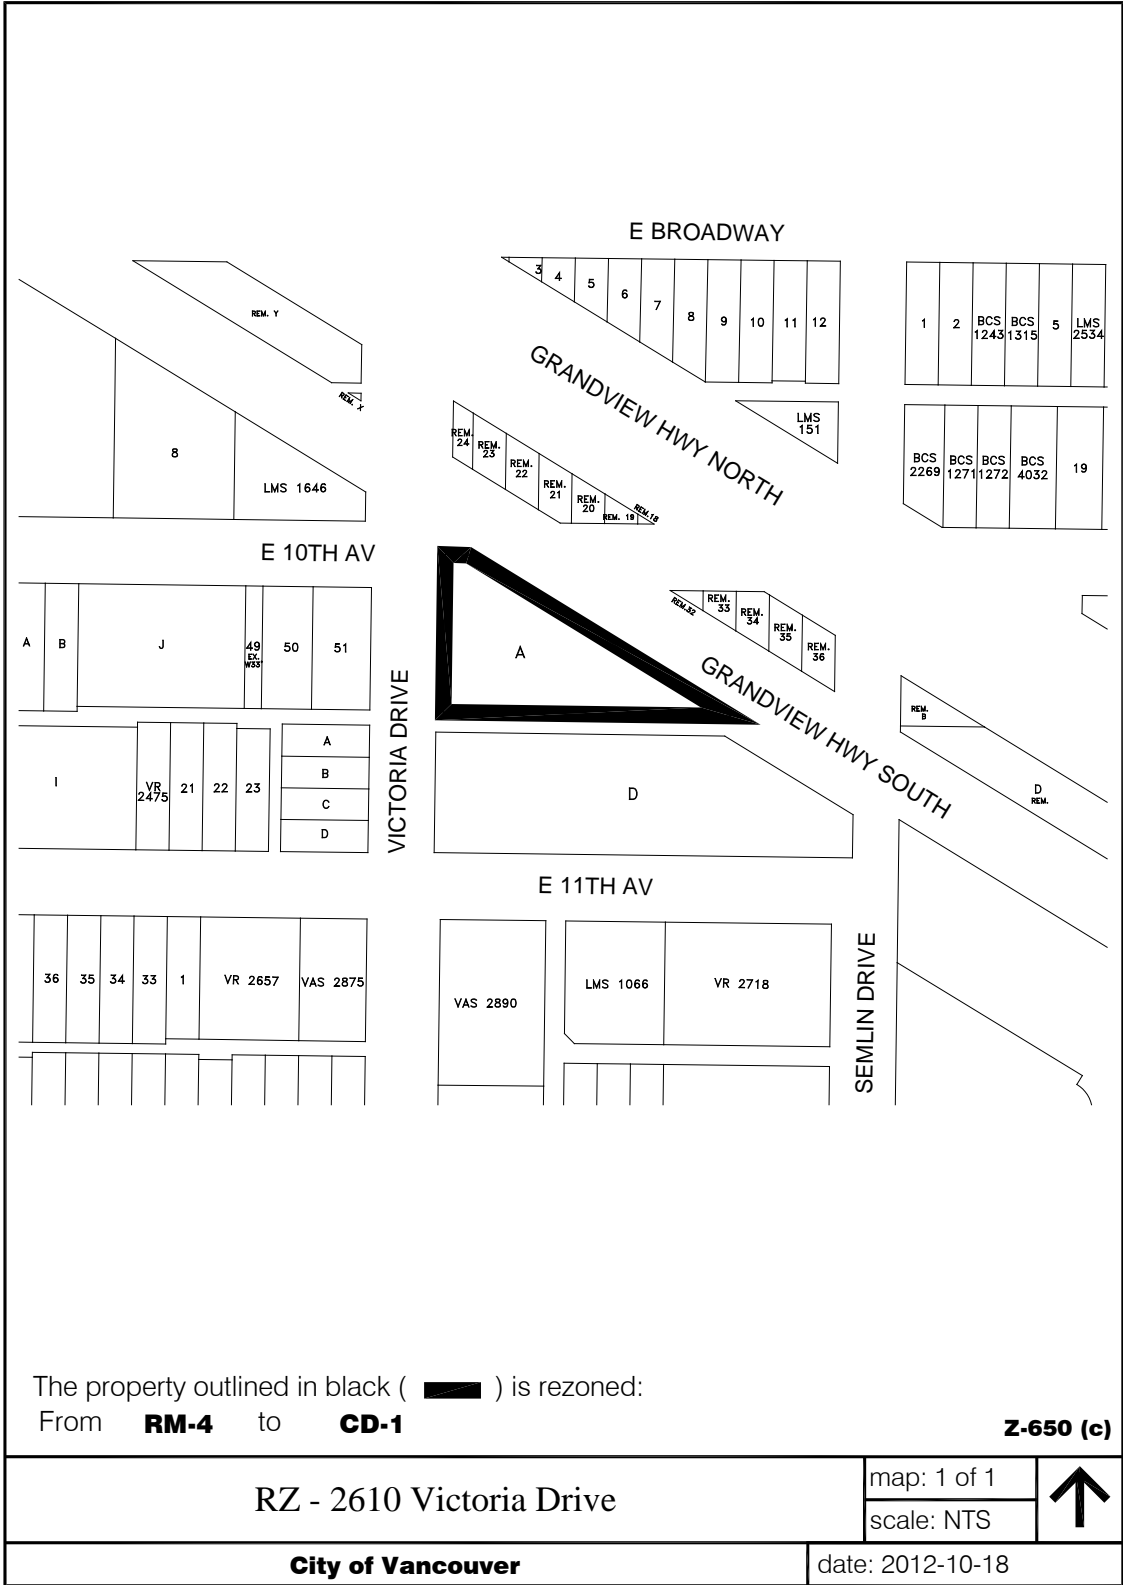 E BROADWAY
3 4 5 6 7 8 9 10 11 12
1 2 BCS 1243 BCS 1315 5 LMS 2534
REM. Y
REM. X
GRANDVIEW HWY NORTH
LMS 151
REM. 24
REM. 23
REM. 22
REM. 21
REM. 20
REM. 19
REM.18
BCS 2269 BCS 1271 BCS 1272 BCS 4032 19
8
LMS 1646
E 10TH AV
A B J 49 EX. W33' 50 51
A
REM.32
REM. 33
REM. 34
REM. 35
REM. 36
GRANDVIEW HWY SOUTH
REM. B
D REM.
VICTORIA DRIVE
I VR 2475 21 22 23
A
B
C
D
D
E 11TH AV
36 35 34 33 1 VR 2657 VAS 2875
VAS 2890
LMS 1066 VR 2718
SEMLIN DRIVE
The property outlined in black ( ) is rezoned:
From RM-4 to CD-1
Z-650 (c)
RZ - 2610 Victoria Drive
map: 1 of 1
scale: NTS
City of Vancouver
date: 2012-10-18